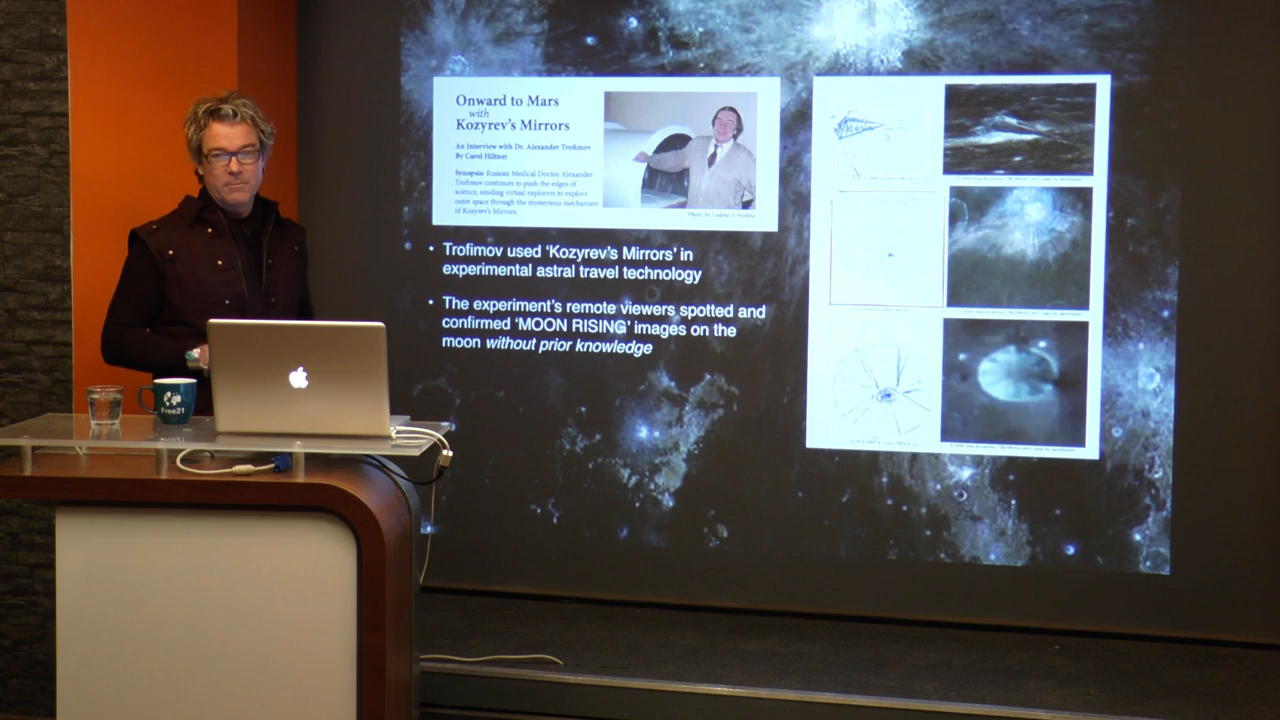 Onward to Mars
with
Kozyrev's Mirrors
An Interview with Dr. Alexander Trofimov
By Carol Hiltner
Synopsis: Russian Medical Doctor Alexander
Trofimov continues to push the edges of
science, sending virtual explorers to explore
outer space through the mysterious mechanism
of Kozyrev's Mirrors.
Photo by
• Trofimov used ‘Kozyrev's Mirrors’ in
experimental astral travel technology
• The experiment's remote viewers spotted and
confirmed ‘MOON RISING’ images on the
moon without prior knowledge
Free21